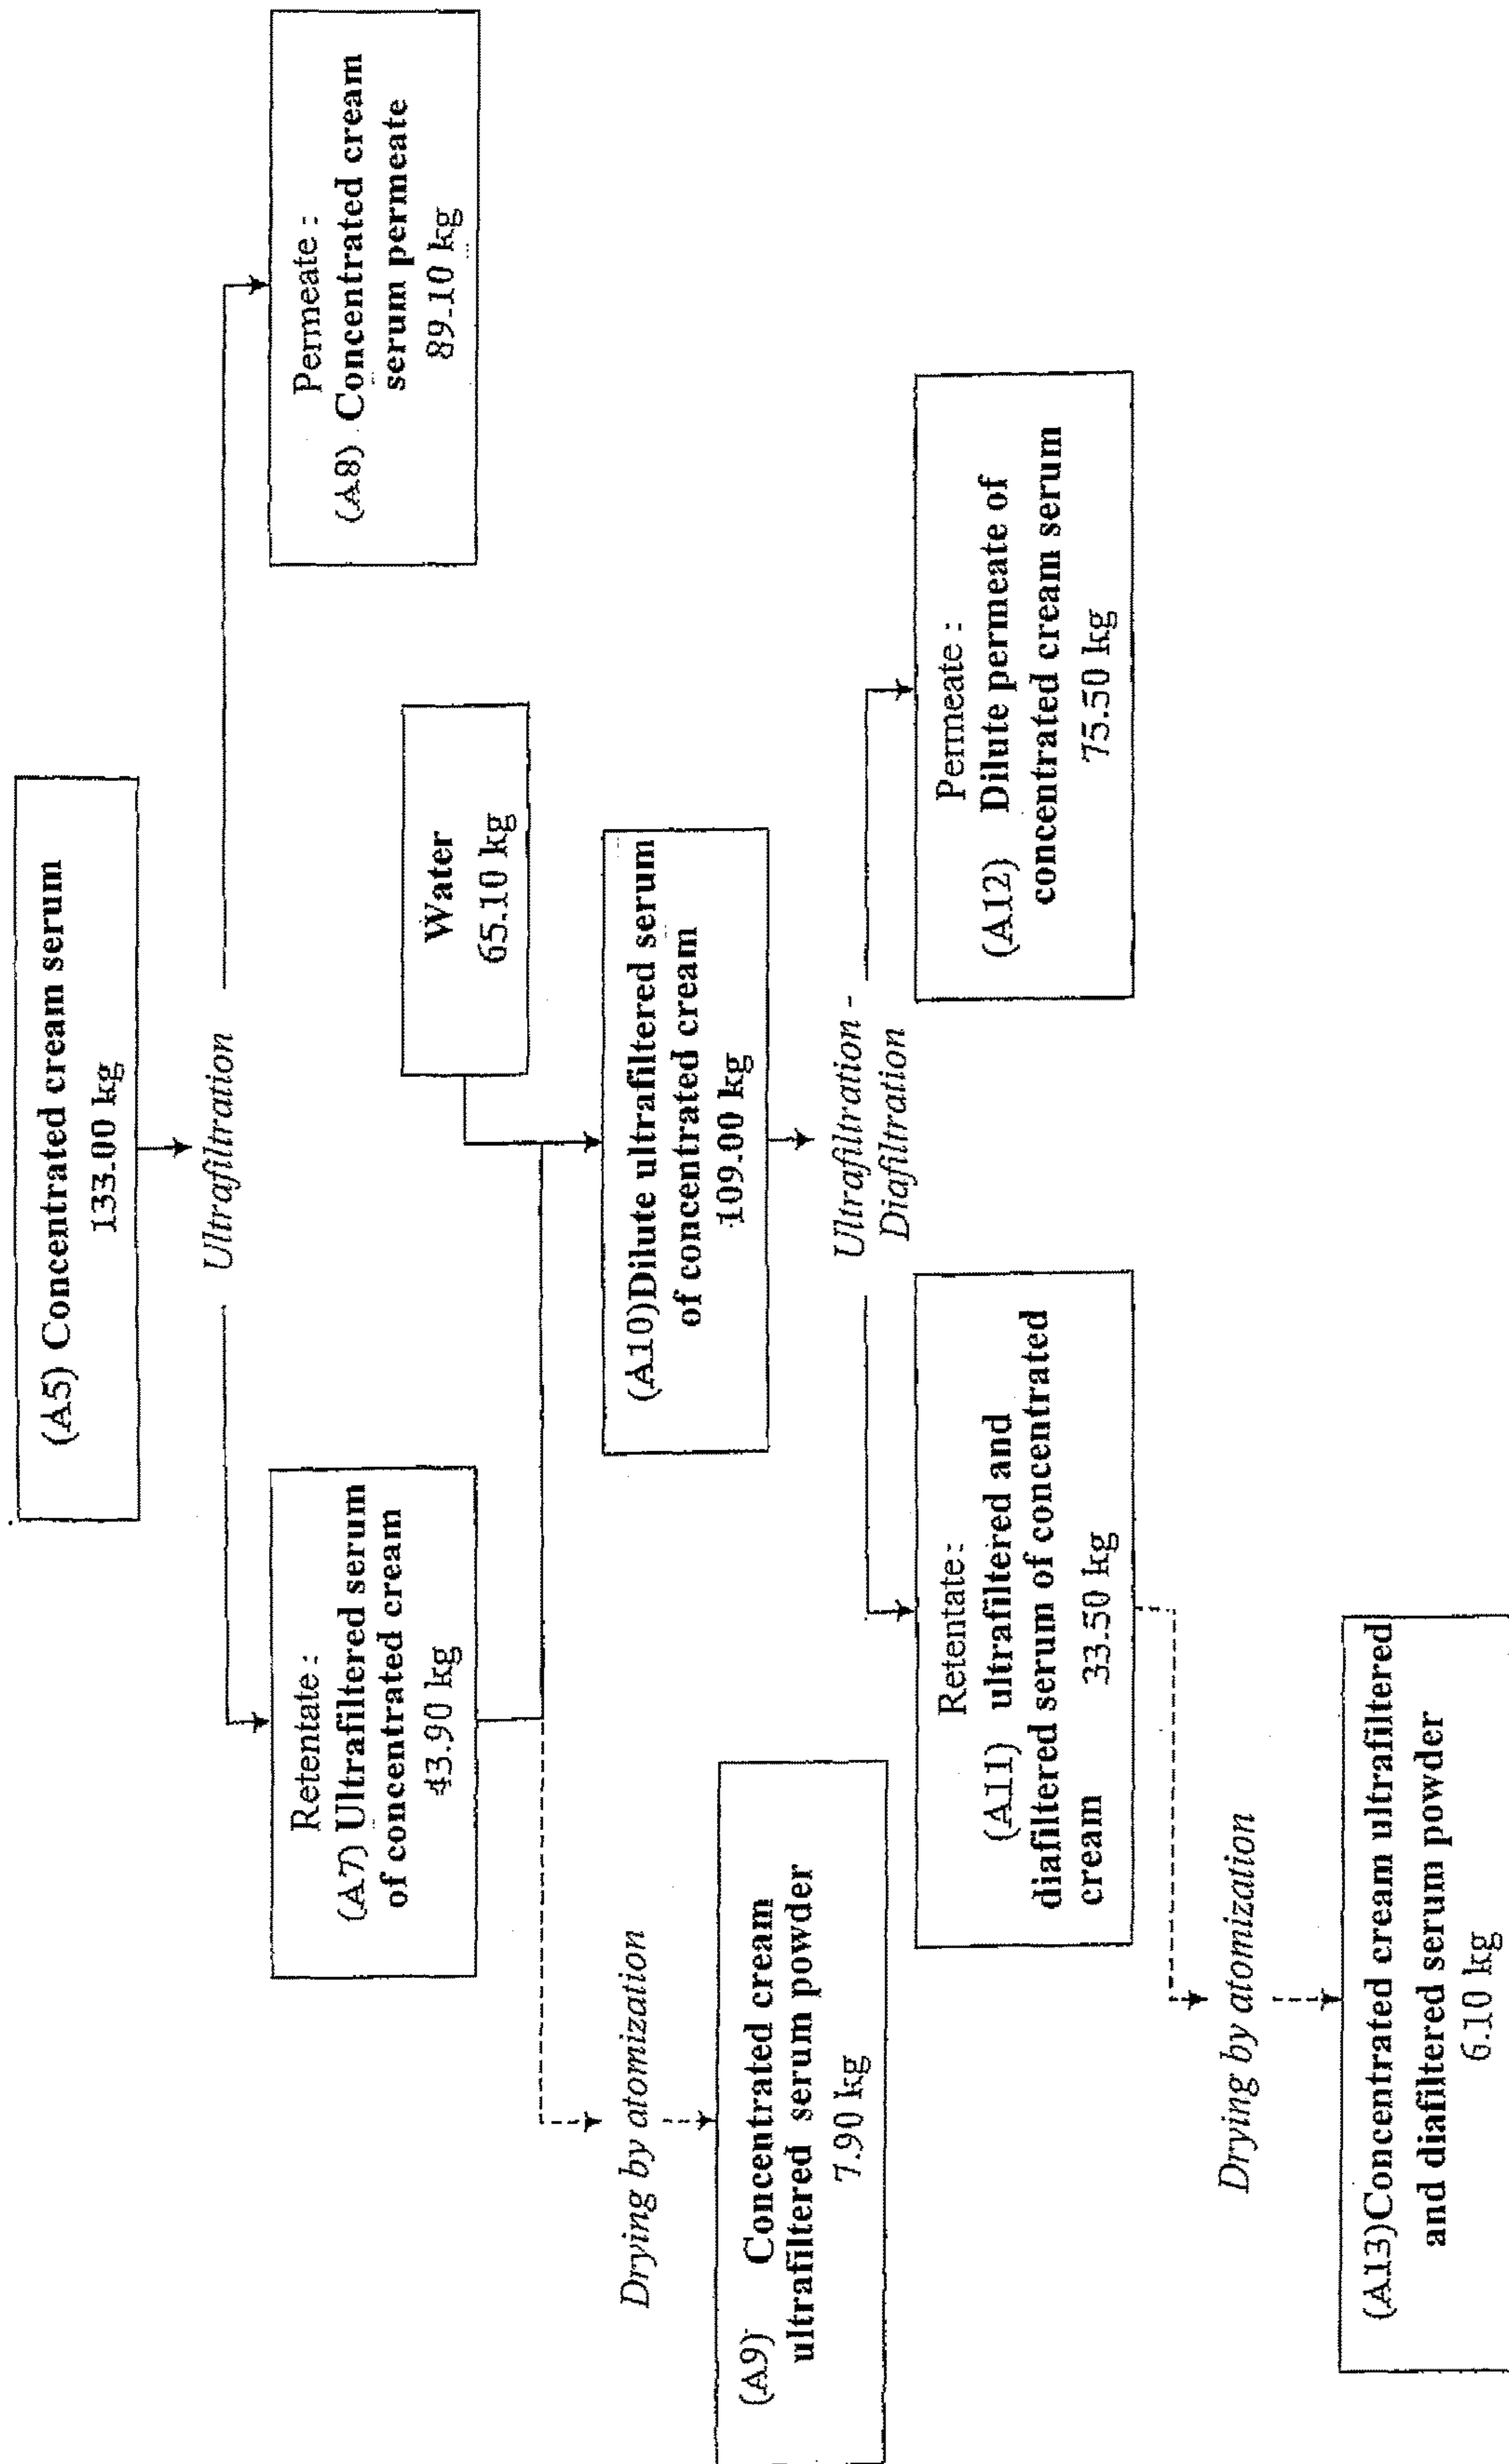 (A5) Concentrated cream serum
133.00 kg
Ultrafiltration
Retentate :
(A7) Ultrafiltered serum
of concentrated cream
43.90 kg
Permeate :
(A8) Concentrated cream
serum permeate
89.10 kg
Water
65.10 kg
(A10)Dilute ultrafiltered serum
of concentrated cream
109.00 kg
Drying by atomization
(A9) Concentrated cream
ultrafiltered serum powder
7.90 kg
Ultrafiltration -
Diafiltration
Retentate :
(A11) ultrafiltered and
diafiltered serum of concentrated
cream 33.50 kg
Permeate :
(A12) Dilute permeate of
concentrated cream serum
75.50 kg
Drying by atomization
(A13)Concentrated cream ultrafiltered
and diafiltered serum powder
6.10 kg